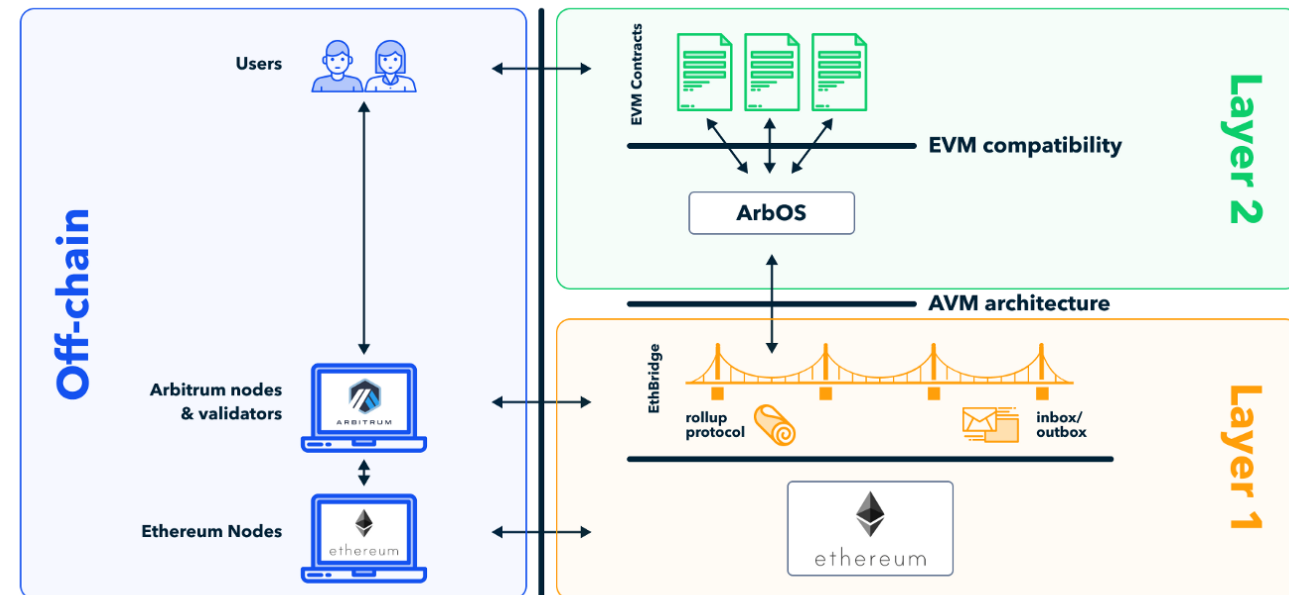 Off-chain
Users
Arbitrum nodes
& validators
ARBITRUM
Ethereum Nodes
ethereum
EVM Contracts
EVM compatibility
ArbOS
Layer 2
AVM architecture
EthBridge
rollup
protocol
inbox/
outbox
ethereum
Layer 1